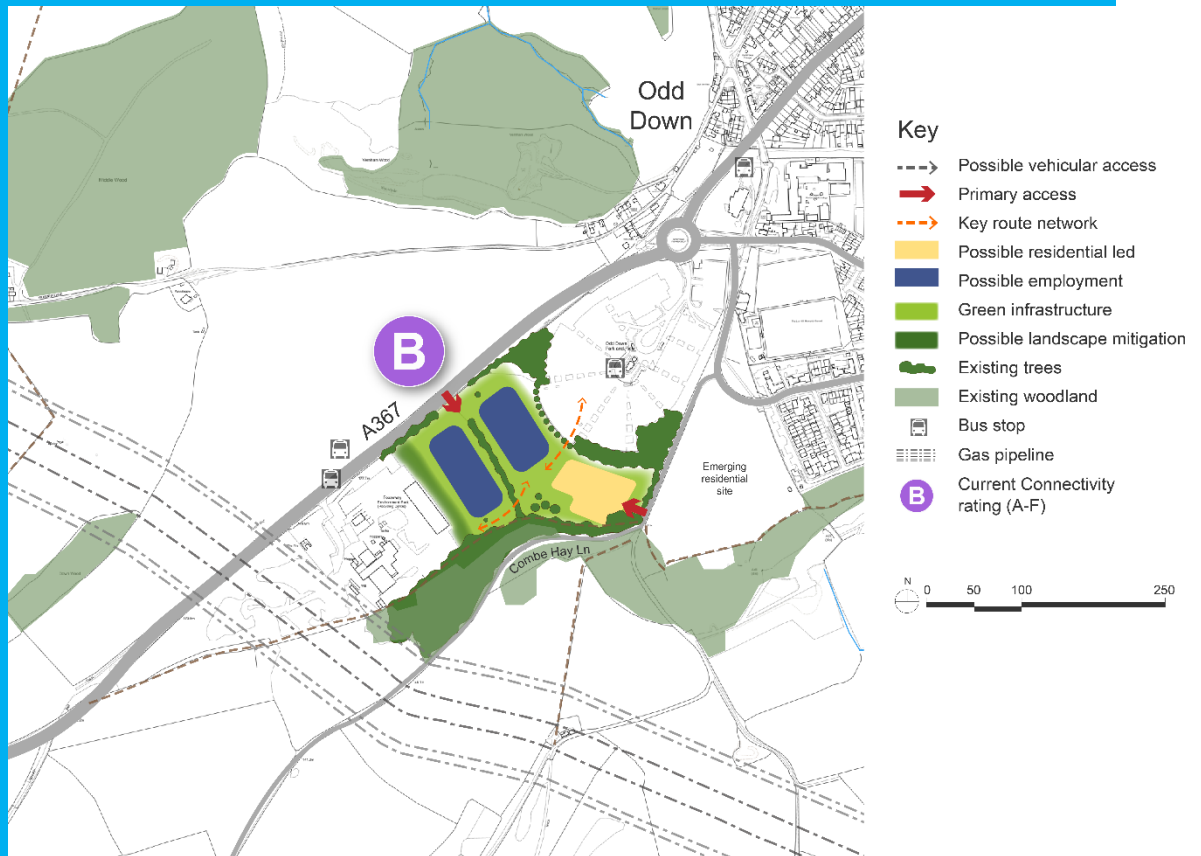 Odd
Down
B
A367
Combe Hay Ln
Emerging
residential
site
Key
Possible vehicular access
Primary access
Key route network
Possible residential led
Possible employment
Green infrastructure
Possible landscape mitigation
Existing trees
Existing woodland
Bus stop
Gas pipeline
B
Current Connectivity
rating (A-F)
N
0
50
100
250